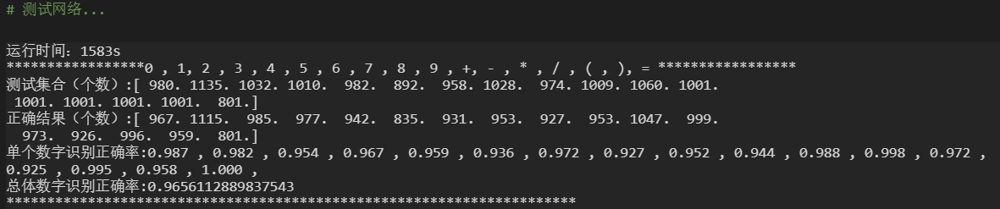 # 测试网络...
运行时间：1583s
*****************0 , 1, 2 , 3 , 4 , 5 , 6 , 7 , 8 , 9 , +, - , * , / , ( , ), = *****************
测试集合（个数）:[ 980. 1135. 1032. 1010.  982.  892.  958. 1028.  974. 1009. 1060. 1001.
 1001. 1001. 1001. 1001.  801.]
正确结果（个数）:[ 967. 1115.  985.  977.  942.  835.  931.  953.  927.  953. 1047.  999.
  973.  926.  996.  959.  801.]
单个数字识别正确率:0.987 , 0.982 , 0.954 , 0.967 , 0.959 , 0.936 , 0.972 , 0.927 , 0.952 , 0.944 , 0.988 , 0.998 , 0.972 ,
0.925 , 0.995 , 0.958 , 1.000 ,
总体数字识别正确率:0.9656112889837543
**********************************************************************